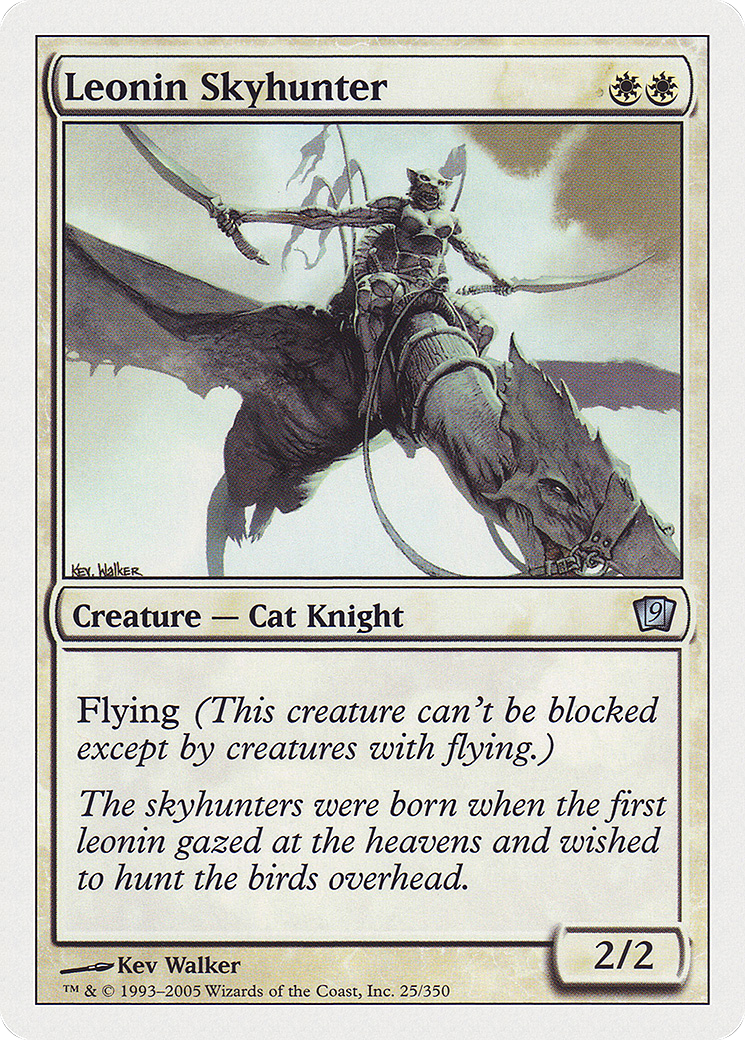 Leonin Skyhunter
KEV. WALKER
Creature — Cat Knight
9
Flying (This creature can't be blocked
except by creatures with flying.)
The skyhunters were born when the first
leonin gazed at the heavens and wished
to hunt the birds overhead.
2/2
Kev Walker
™ & © 1993–2005 Wizards of the Coast, Inc. 25/350